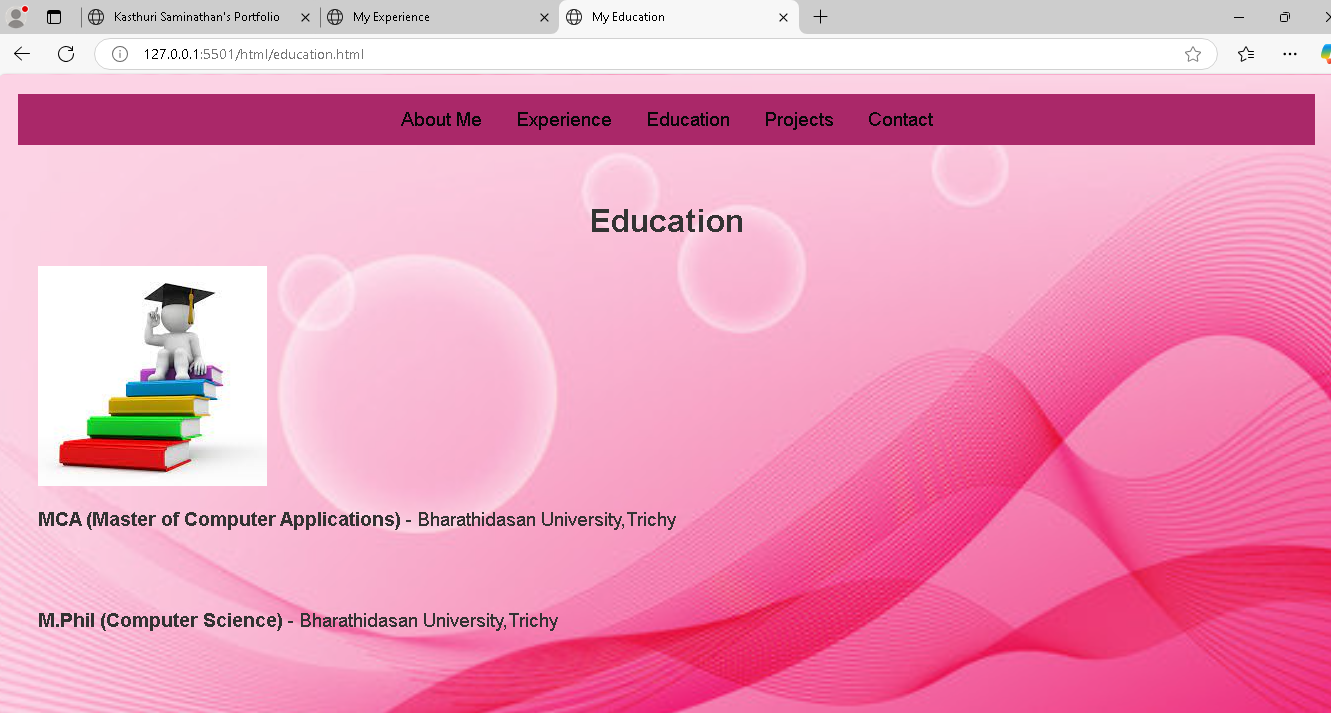 Kasthuri Saminathan's Portfolio My Experience My Education
127.0.0.1:5501/html/education.html
About Me Experience Education Projects Contact
Education
MCA (Master of Computer Applications) - Bharathidasan University,Trichy
M.Phil (Computer Science) - Bharathidasan University,Trichy